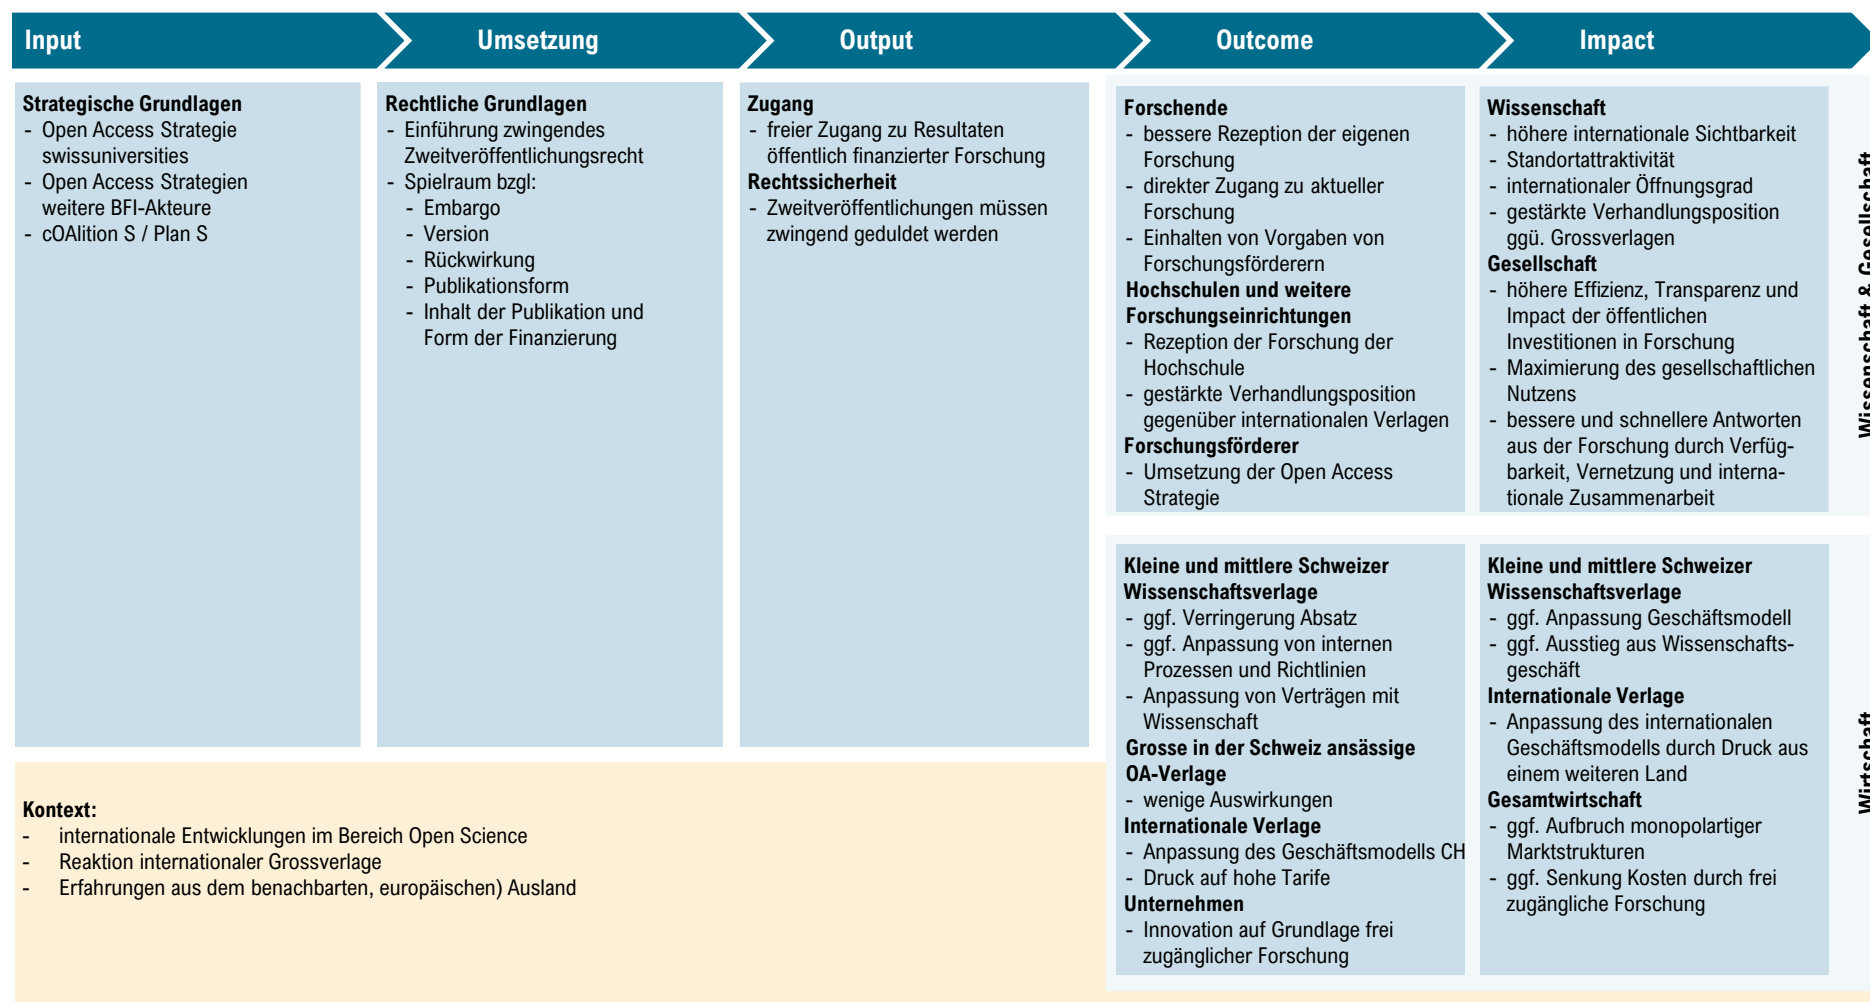 Input
Umsetzung
Output
Outcome
Impact
Strategische Grundlagen
- Open Access Strategie
swissuniversities
- Open Access Strategien
weitere BFI-Akteure
- cOAlition S / Plan S
Rechtliche Grundlagen
- Einführung zwingendes
Zweitveröffentlichungsrecht
- Spielraum bzgl:
- Embargo
- Version
- Rückwirkung
- Publikationsform
- Inhalt der Publikation und
Form der Finanzierung
Zugang
- freier Zugang zu Resultaten
öffentlich finanzierter Forschung
Rechtssicherheit
- Zweitveröffentlichungen müssen
zwingend geduldet werden
Forschende
- bessere Rezeption der eigenen
Forschung
- direkter Zugang zu aktueller
Forschung
- Einhalten von Vorgaben von
Forschungsförderern
Hochschulen und weitere
Forschungseinrichtungen
- Rezeption der Forschung der
Hochschule
- gestärkte Verhandlungsposition
gegenüber internationalen Verlagen
Forschungsförderer
- Umsetzung der Open Access
Strategie
Wissenschaft
- höhere internationale Sichtbarkeit
- Standortattraktivität
- internationaler Öffnungsgrad
- gestärkte Verhandlungsposition
ggü. Grossverlagen
Gesellschaft
- höhere Effizienz, Transparenz und
Impact der öffentlichen
Investitionen in Forschung
- Maximierung des gesellschaftlichen
Nutzens
- bessere und schnellere Antworten
aus der Forschung durch Verfüg-
barkeit, Vernetzung und interna-
tionale Zusammenarbeit
Wissenschaft & Gesellschaft
Kleine und mittlere Schweizer
Wissenschaftsverlage
- ggf. Verringerung Absatz
- ggf. Anpassung von internen
Prozessen und Richtlinien
- Anpassung von Verträgen mit
Wissenschaft
Grosse in der Schweiz ansässige
OA-Verlage
- wenige Auswirkungen
Internationale Verlage
- Anpassung des Geschäftsmodells CH
- Druck auf hohe Tarife
Unternehmen
- Innovation auf Grundlage frei
zugänglicher Forschung
Kleine und mittlere Schweizer
Wissenschaftsverlage
- ggf. Anpassung Geschäftsmodell
- ggf. Ausstieg aus Wissenschafts-
geschäft
Internationale Verlage
- Anpassung des internationalen
Geschäftsmodells durch Druck aus
einem weiteren Land
Gesamtwirtschaft
- ggf. Aufbruch monopolartiger
Marktstrukturen
- ggf. Senkung Kosten durch frei
zugängliche Forschung
Wirtschaft
Kontext:
- internationale Entwicklungen im Bereich Open Science
- Reaktion internationaler Grossverlage
- Erfahrungen aus dem benachbarten, europäischen) Ausland